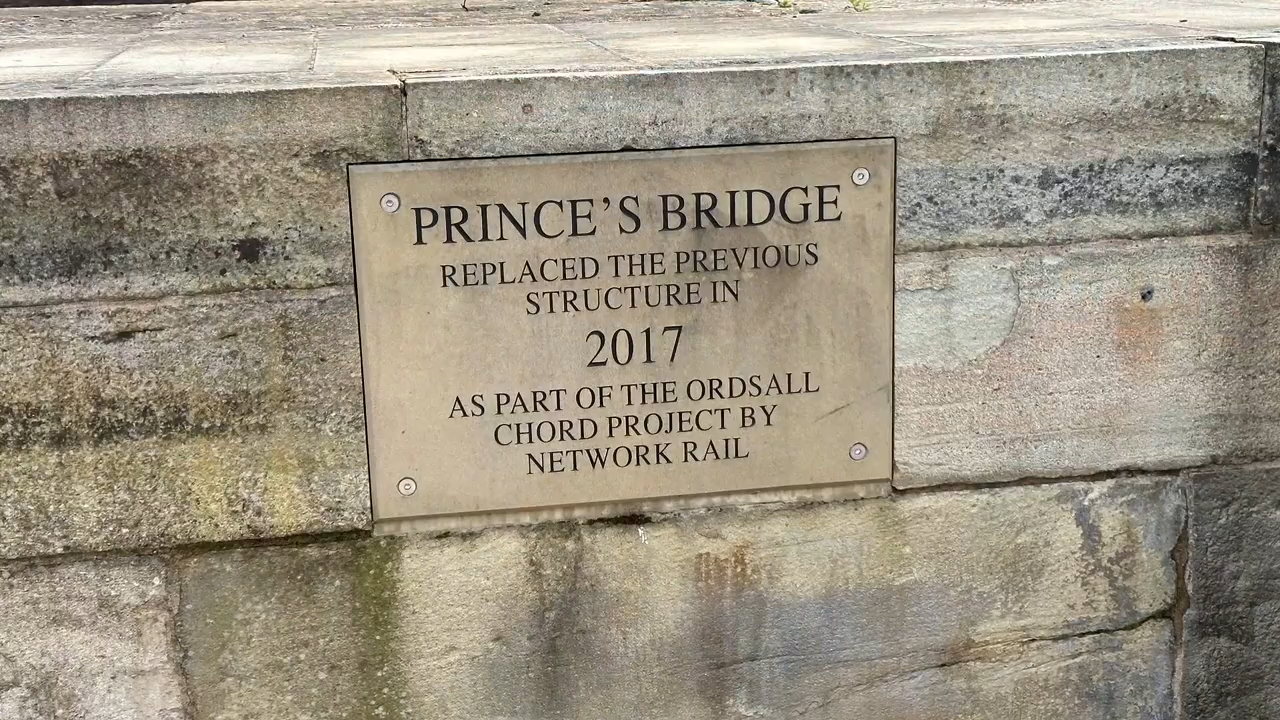 PRINCE'S BRIDGE
REPLACED THE PREVIOUS
STRUCTURE IN
2017
AS PART OF THE ORDSALL
CHORD PROJECT BY
NETWORK RAIL